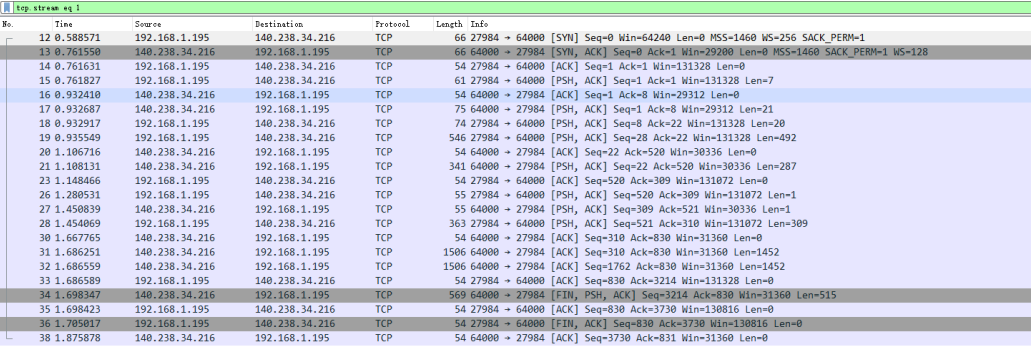 tcp.stream eq 1
No. Time Source Destination Protocol Length Info
12 0.588571 192.168.1.195 140.238.34.216 TCP 66 27984 → 64000 [SYN] Seq=0 Win=64240 Len=0 MSS=1460 WS=256 SACK_PERM=1
13 0.761550 140.238.34.216 192.168.1.195 TCP 66 64000 → 27984 [SYN, ACK] Seq=0 Ack=1 Win=29200 Len=0 MSS=1460 SACK_PERM=1 WS=128
14 0.761631 192.168.1.195 140.238.34.216 TCP 54 27984 → 64000 [ACK] Seq=1 Ack=1 Win=131328 Len=0
15 0.761827 192.168.1.195 140.238.34.216 TCP 61 27984 → 64000 [PSH, ACK] Seq=1 Ack=1 Win=131328 Len=7
16 0.932410 140.238.34.216 192.168.1.195 TCP 54 64000 → 27984 [ACK] Seq=1 Ack=8 Win=29312 Len=0
17 0.932687 140.238.34.216 192.168.1.195 TCP 75 64000 → 27984 [PSH, ACK] Seq=1 Ack=8 Win=29312 Len=21
18 0.932917 192.168.1.195 140.238.34.216 TCP 74 27984 → 64000 [PSH, ACK] Seq=8 Ack=22 Win=131328 Len=20
19 0.935549 192.168.1.195 140.238.34.216 TCP 546 27984 → 64000 [PSH, ACK] Seq=28 Ack=22 Win=131328 Len=492
20 1.106716 140.238.34.216 192.168.1.195 TCP 54 64000 → 27984 [ACK] Seq=22 Ack=520 Win=30336 Len=0
21 1.108131 140.238.34.216 192.168.1.195 TCP 341 64000 → 27984 [PSH, ACK] Seq=22 Ack=520 Win=30336 Len=287
23 1.148466 192.168.1.195 140.238.34.216 TCP 54 27984 → 64000 [ACK] Seq=520 Ack=309 Win=131072 Len=0
26 1.280531 192.168.1.195 140.238.34.216 TCP 55 27984 → 64000 [PSH, ACK] Seq=520 Ack=309 Win=131072 Len=1
27 1.450839 140.238.34.216 192.168.1.195 TCP 55 64000 → 27984 [PSH, ACK] Seq=309 Ack=521 Win=30336 Len=1
28 1.454069 192.168.1.195 140.238.34.216 TCP 363 27984 → 64000 [PSH, ACK] Seq=521 Ack=310 Win=131072 Len=309
30 1.667765 140.238.34.216 192.168.1.195 TCP 54 64000 → 27984 [ACK] Seq=310 Ack=830 Win=31360 Len=0
31 1.686251 140.238.34.216 192.168.1.195 TCP 1506 64000 → 27984 [ACK] Seq=310 Ack=830 Win=31360 Len=1452
32 1.686559 140.238.34.216 192.168.1.195 TCP 1506 64000 → 27984 [ACK] Seq=1762 Ack=830 Win=31360 Len=1452
33 1.686589 192.168.1.195 140.238.34.216 TCP 54 27984 → 64000 [ACK] Seq=830 Ack=3214 Win=131328 Len=0
34 1.698347 140.238.34.216 192.168.1.195 TCP 569 64000 → 27984 [FIN, PSH, ACK] Seq=3214 Ack=830 Win=31360 Len=515
35 1.698423 192.168.1.195 140.238.34.216 TCP 54 27984 → 64000 [ACK] Seq=830 Ack=3730 Win=130816 Len=0
36 1.705017 192.168.1.195 140.238.34.216 TCP 54 27984 → 64000 [FIN, ACK] Seq=830 Ack=3730 Win=130816 Len=0
38 1.875878 140.238.34.216 192.168.1.195 TCP 54 64000 → 27984 [ACK] Seq=3730 Ack=831 Win=31360 Len=0